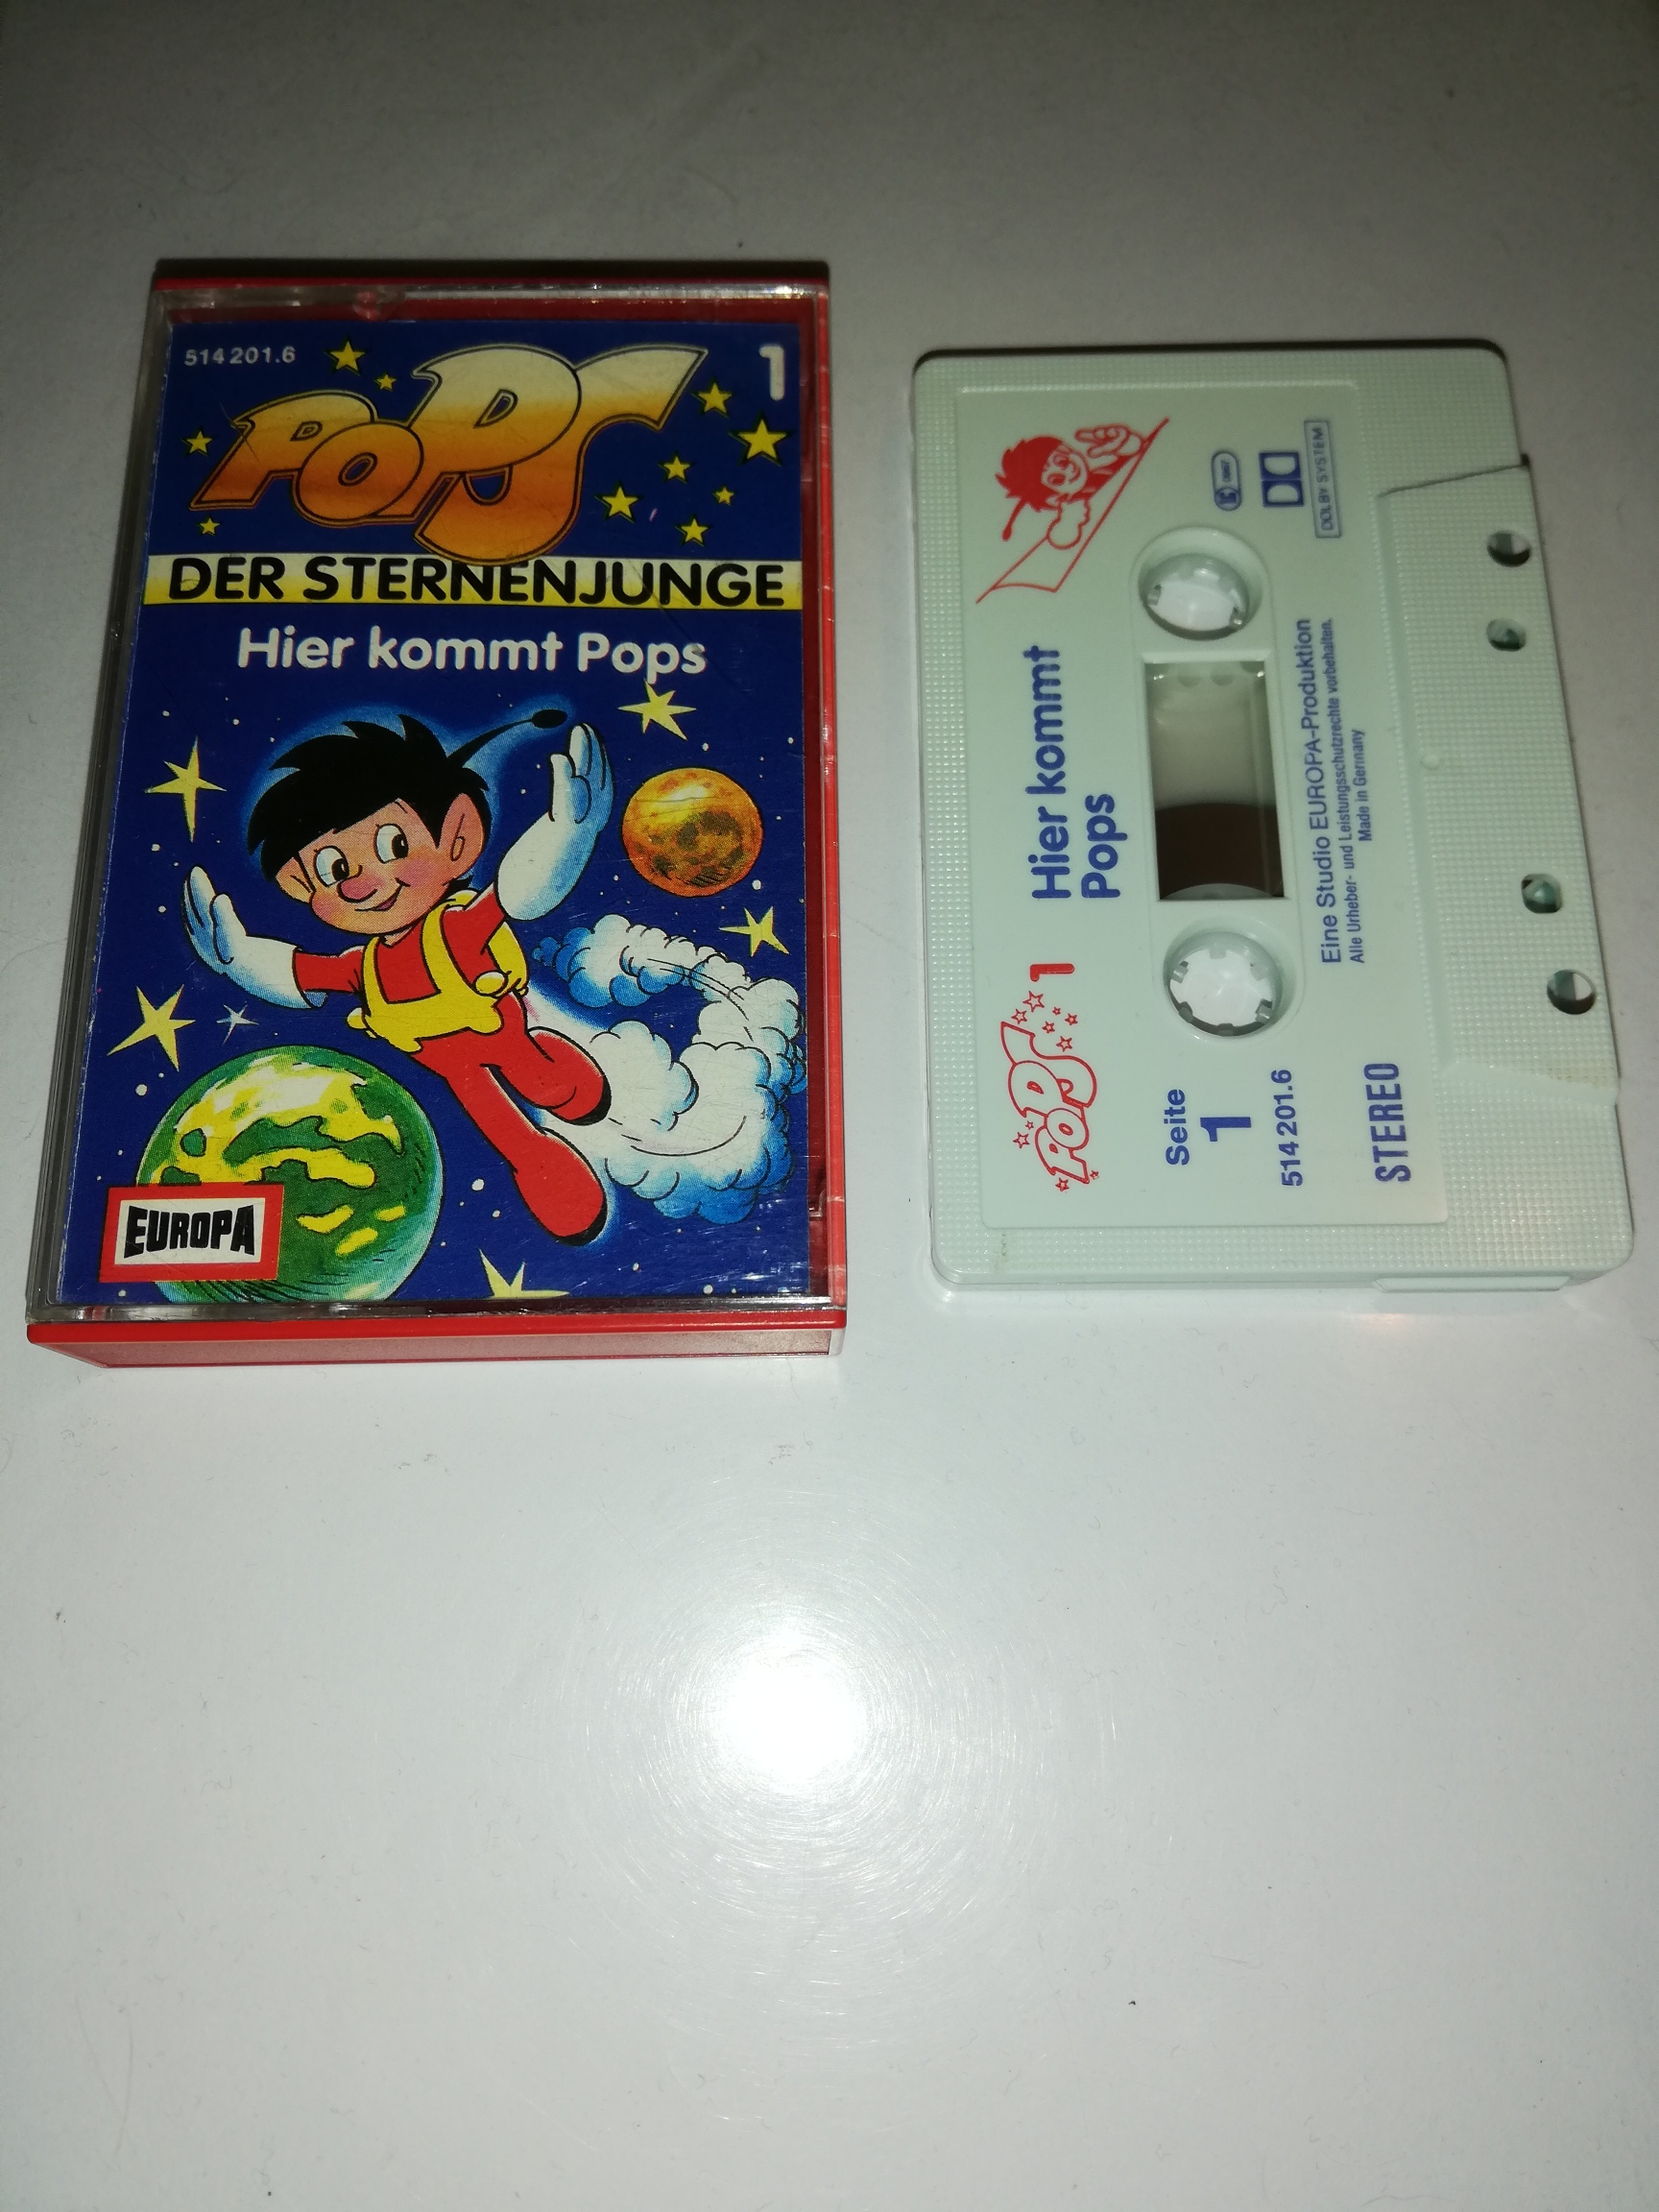 514 201.6
1
POPS
DER STERNENJUNGE
Hier kommt Pops
EUROPA
POPS 1
Hier kommt
Pops
Seite
1
514 201.6
STEREO
DOLBY SYSTEM
Eine Studio EUROPA-Produktion
Alle Urheber- und Leistungsschutzrechte vorbehalten.
Made in Germany